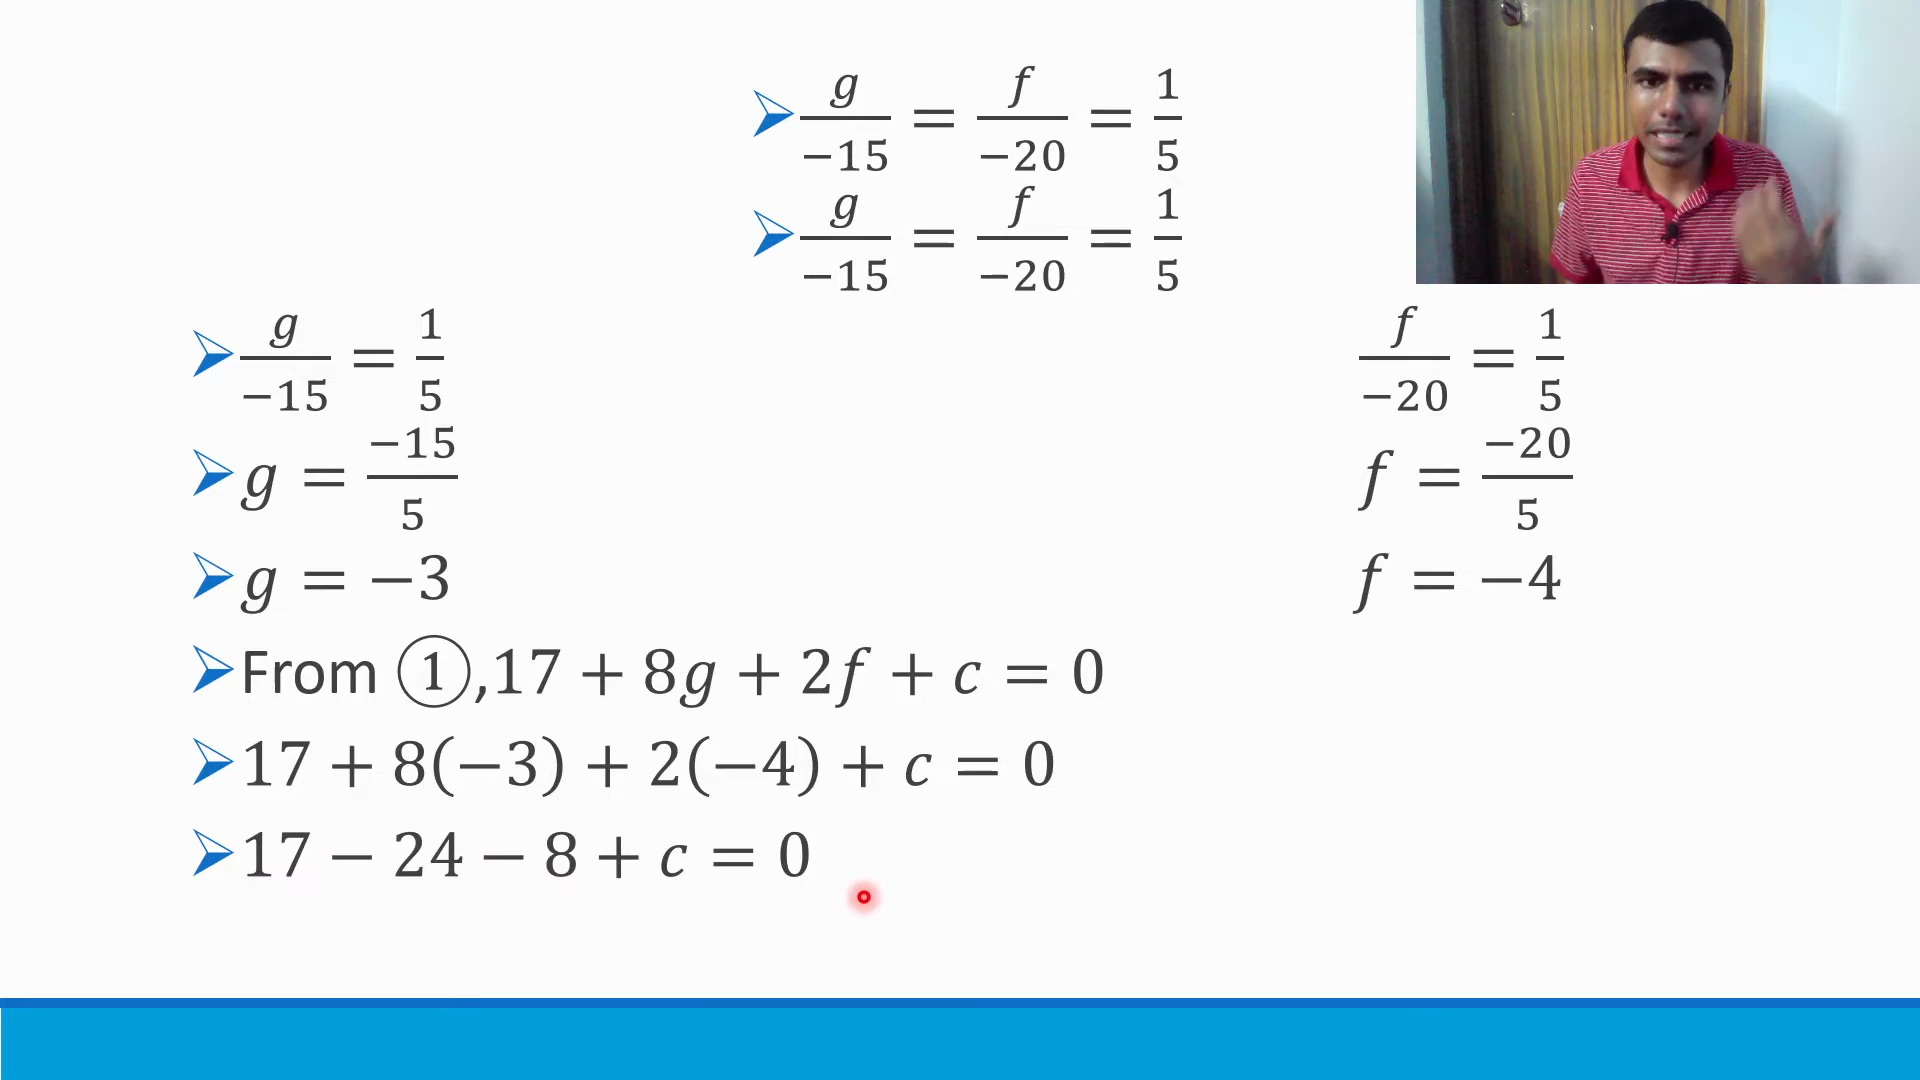 ➢ g/−15 = f/−20 = 1/5
➢ g/−15 = f/−20 = 1/5
➢ g/−15 = 1/5
➢ g = −15/5
➢ g = −3
f/−20 = 1/5
f = −20/5
f = −4
➢ From ①,17 + 8g + 2f + c = 0
➢ 17 + 8(−3) + 2(−4) + c = 0
➢ 17 − 24 − 8 + c = 0